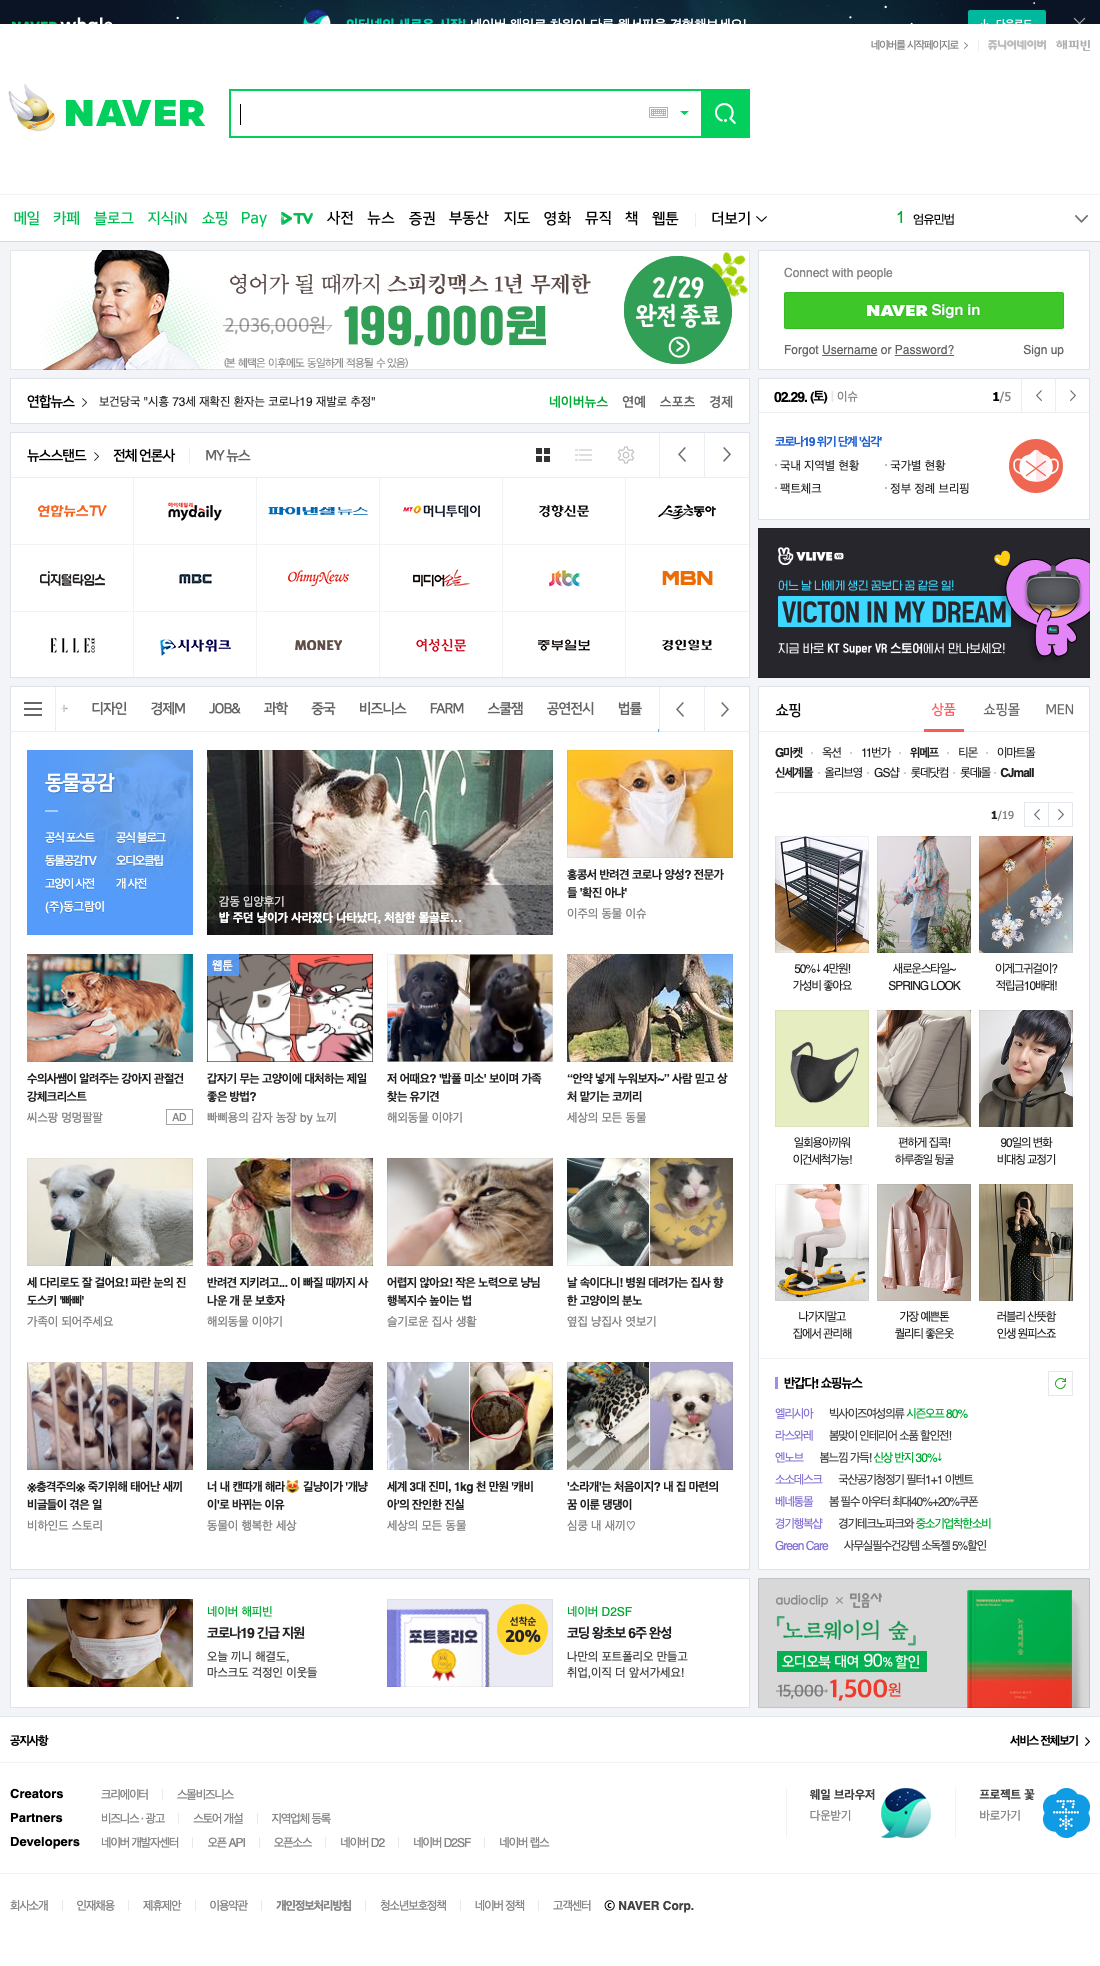 NAVER whale
인터넷의 새로운 시작! 네이버 웨일로 차원이 다른 웹서핑을 경험해보세요!
다운로드
네이버를 시작페이지로
쥬니어네이버 해피빈
NAVER
메일 카페 블로그 지식iN 쇼핑 Pay TV 사전 뉴스 증권 부동산 지도 영화 뮤직 책 웹툰 더보기
1 엄유민법
영어가 될 때까지 스피킹맥스 1년 무제한
2,036,000원 199,000원
(본 혜택은 이후에도 동일하게 적용될 수 있음)
2/29
완전 종료
Connect with people
NAVER Sign in
Forgot Username or Password? Sign up
연합뉴스 보건당국 "시흥 73세 재확진 환자는 코로나19 재발로 추정"
네이버뉴스 연예 스포츠 경제
02.29. (토) 이슈 1/5
코로나19 위기 단계 '심각'
· 국내 지역별 현황 · 국가별 현황
· 팩트체크 · 정부 정례 브리핑
뉴스스탠드 전체 언론사 MY 뉴스
연합뉴스TV 마이데일리 mydaily 파이낸셜뉴스 MT 머니투데이 경향신문 스포츠동아
디지털타임스 MBC OhmyNews 미디어오늘 jtbc MBN
ELLE 시사위크 MONEY 여성신문 중부일보 경인일보
VLIVE
어느 날 나에게 생긴 꿈보다 꿈 같은 일!
VICTON IN MY DREAM
지금 바로 KT Super VR 스토어에서 만나보세요!
디자인 경제M JOB& 과학 중국 비즈니스 FARM 스쿨잼 공연전시 법률
동물공감
공식 포스트 공식 블로그
동물공감TV 오디오클립
고양이 사전 개 사전
(주)동그람이
감동 입양후기
밥 주던 냥이가 사라졌다 나타났다, 처참한 몰골로…
홍콩서 반려견 코로나 양성? 전문가
들 '확진 아냐'
이주의 동물 이슈
수의사쌤이 알려주는 강아지 관절건
강체크리스트
씨스팡 멍멍팔팔 AD
웹툰
갑자기 무는 고양이에 대처하는 제일
좋은 방법?
빠삐용의 감자 농장 by 뇨끼
저 어때요? '밥풀 미소' 보이며 가족
찾는 유기견
해외동물 이야기
“안약 넣게 누워보자~” 사람 믿고 상
처 맡기는 코끼리
세상의 모든 동물
세 다리로도 잘 걸어요! 파란 눈의 진
도스키 '빠삐'
가족이 되어주세요
반려견 지키려고... 이 빠질 때까지 사
나운 개 문 보호자
해외동물 이야기
어렵지 않아요! 작은 노력으로 냥님
행복지수 높이는 법
슬기로운 집사 생활
날 속이다니! 병원 데려가는 집사 향
한 고양이의 분노
옆집 냥집사 엿보기
※충격주의※ 죽기위해 태어난 새끼
비글들이 겪은 일
비하인드 스토리
너 내 캔따개 해라😻 길냥이가 '개냥
이'로 바뀌는 이유
동물이 행복한 세상
세계 3대 진미, 1kg 천 만원 '캐비
아'의 잔인한 진실
세상의 모든 동물
'소라개'는 처음이지? 내 집 마련의
꿈 이룬 댕댕이
심쿵 내 새끼♡
쇼핑 상품 쇼핑몰 MEN
G마켓 · 옥션 · 11번가 · 위메프 · 티몬 · 이마트몰
신세계몰 · 올리브영 · GS샵 · 롯데닷컴 · 롯데몰 · CJmall
1/19
50%↓ 4만원!
가성비 좋아요
새로운스타일~
SPRING LOOK
이게그귀걸이?
적립금10배래!
일회용아까워
이건세척가능!
편하게 집콕!
하루종일 뒹굴
90일의 변화
비대칭 교정기
나가지말고
집에서 관리해
가장 예쁜톤
퀄리티 좋은옷
러블리 산뜻함
인생 원피스죠
반갑다! 쇼핑뉴스
엘리시아 빅사이즈여성의류 시즌오프 80%
라스와레 봄맞이 인테리어 소품 할인전!
엔노브 봄느낌 가득! 신상 반지 30%↓
소소데스크 국산공기청정기 필터1+1 이벤트
베네통몰 봄 필수 아우터 최대40%+20%쿠폰
경기행복샵 경기테크노파크와 중소기업착한소비
Green Care 사무실필수건강템 소독젤 5%할인
네이버 해피빈
코로나19 긴급 지원
오늘 끼니 해결도,
마스크도 걱정인 이웃들
포트폴리오
선착순
20%
네이버 D2SF
코딩 왕초보 6주 완성
나만의 포트폴리오 만들고
취업,이직 더 앞서가세요!
audioclip × 민음사
「노르웨이의 숲」
오디오북 대여 90% 할인
15,000 1,500원
노르웨이의 숲
공지사항 서비스 전체보기
Creators 크리에이터 스몰비즈니스
Partners 비즈니스 · 광고 스토어 개설 지역업체 등록
Developers 네이버 개발자센터 오픈 API 오픈소스 네이버 D2 네이버 D2SF 네이버 랩스
웨일 브라우저
다운받기
프로젝트 꽃
바로가기
회사소개 인재채용 제휴제안 이용약관 개인정보처리방침 청소년보호정책 네이버 정책 고객센터 © NAVER Corp.